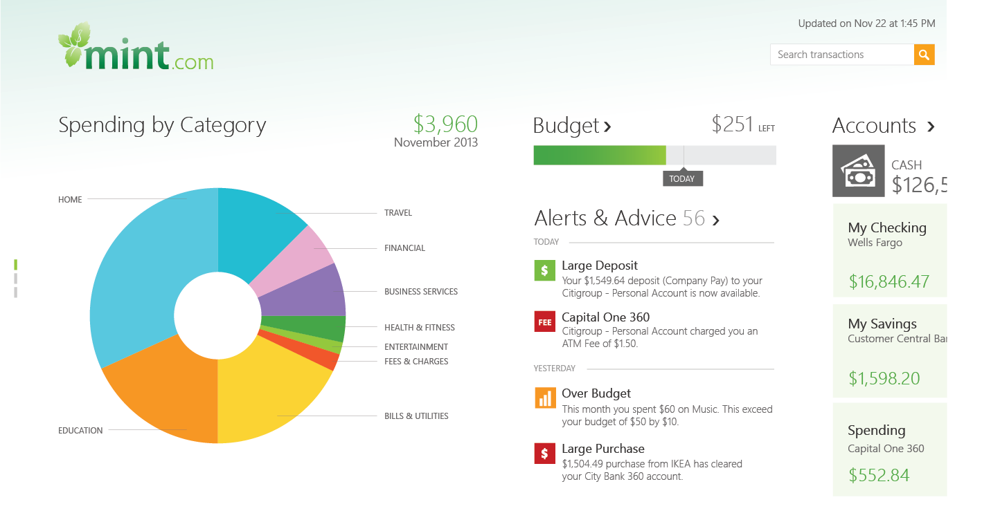 mint.com
Updated on Nov 22 at 1:45 PM
Search transactions
Spending by Category
$3,960
November 2013
HOME
TRAVEL
FINANCIAL
BUSINESS SERVICES
HEALTH & FITNESS
ENTERTAINMENT
FEES & CHARGES
BILLS & UTILITIES
EDUCATION
Budget
$251 LEFT
TODAY
Alerts & Advice 56
TODAY
$
Large Deposit
Your $1,549.64 deposit (Company Pay) to your
Citigroup - Personal Account is now available.
FEE
Capital One 360
Citigroup - Personal Account charged you an
ATM Fee of $1.50.
YESTERDAY
Over Budget
This month you spent $60 on Music. This exceed
your budget of $50 by $10.
$
Large Purchase
$1,504.49 purchase from IKEA has cleared
your City Bank 360 account.
Accounts
CASH
$126,5
My Checking
Wells Fargo
$16,846.47
My Savings
Customer Central Ba
$1,598.20
Spending
Capital One 360
$552.84